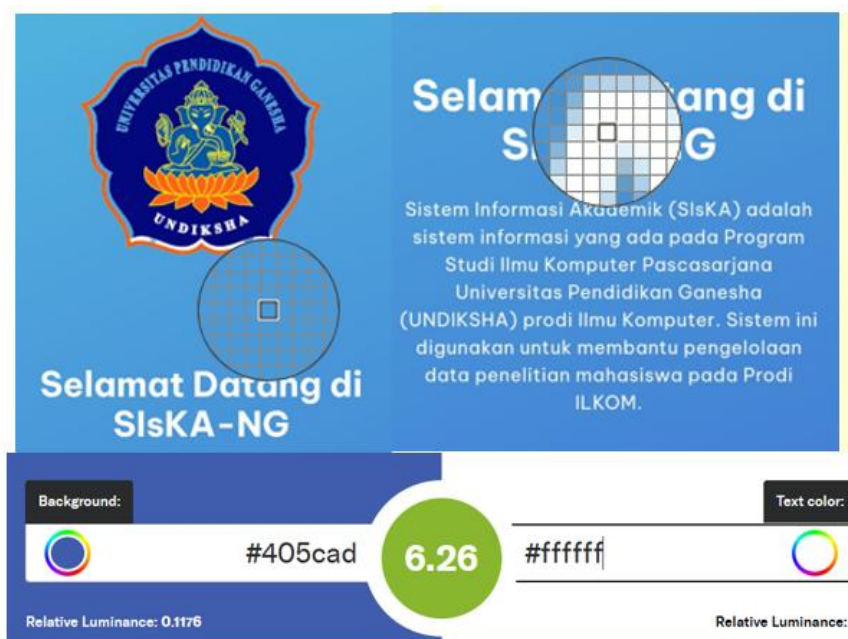 UNIVERSITAS PENDIDIKAN GANESHA
UNDIKSHA
Selamat Datang di
SIsKA-NG
Selam tang di
S NG
Sistem Informasi Akademik (SIsKA) adalah
sistem informasi yang ada pada Program
Studi Ilmu Komputer Pascasarjana
Universitas Pendidikan Ganesha
(UNDIKSHA) prodi Ilmu Komputer. Sistem ini
digunakan untuk membantu pengelolaan
data penelitian mahasiswa pada Prodi
ILKOM.
Background:
Text color:
#405cad
6.26
#ffffff
Relative Luminance: 0.1176
Relative Luminance: